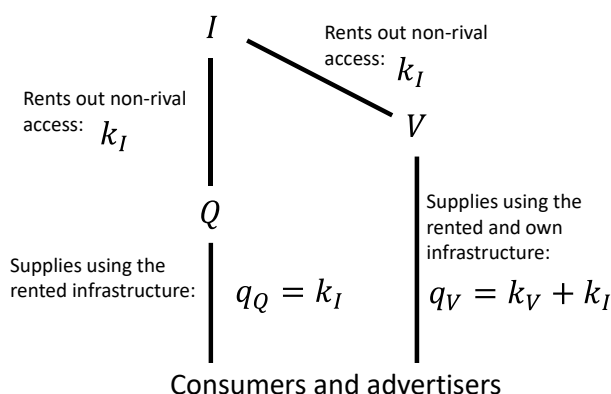 I
Rents out non-rival
access: k_I
Rents out non-rival
access: k_I
V
Q
Supplies using the
rented and own
infrastructure:
Supplies using the
rented infrastructure:
q_Q = k_I
q_V = k_V + k_I
Consumers and advertisers